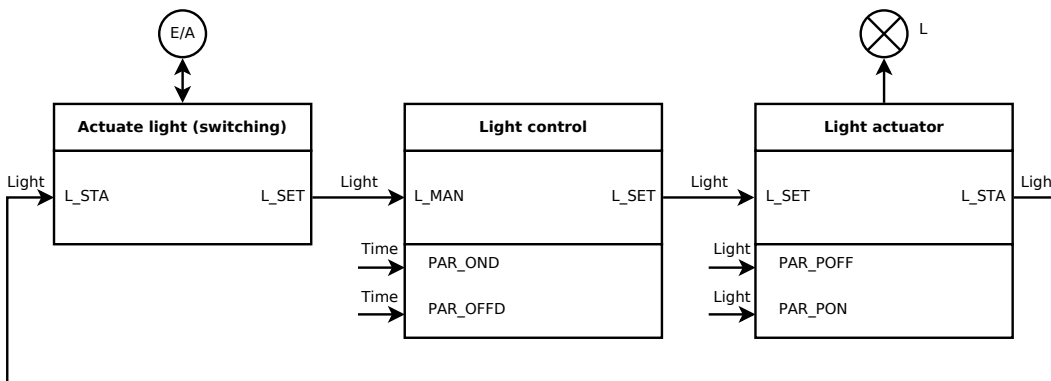 E/A
L
Actuate light (switching)
Light control
Light actuator
Light
L_STA
L_SET
Light
L_MAN
L_SET
Light
L_SET
L_STA
Light
Time
PAR_OND
Light
PAR_POFF
Time
PAR_OFFD
Light
PAR_PON